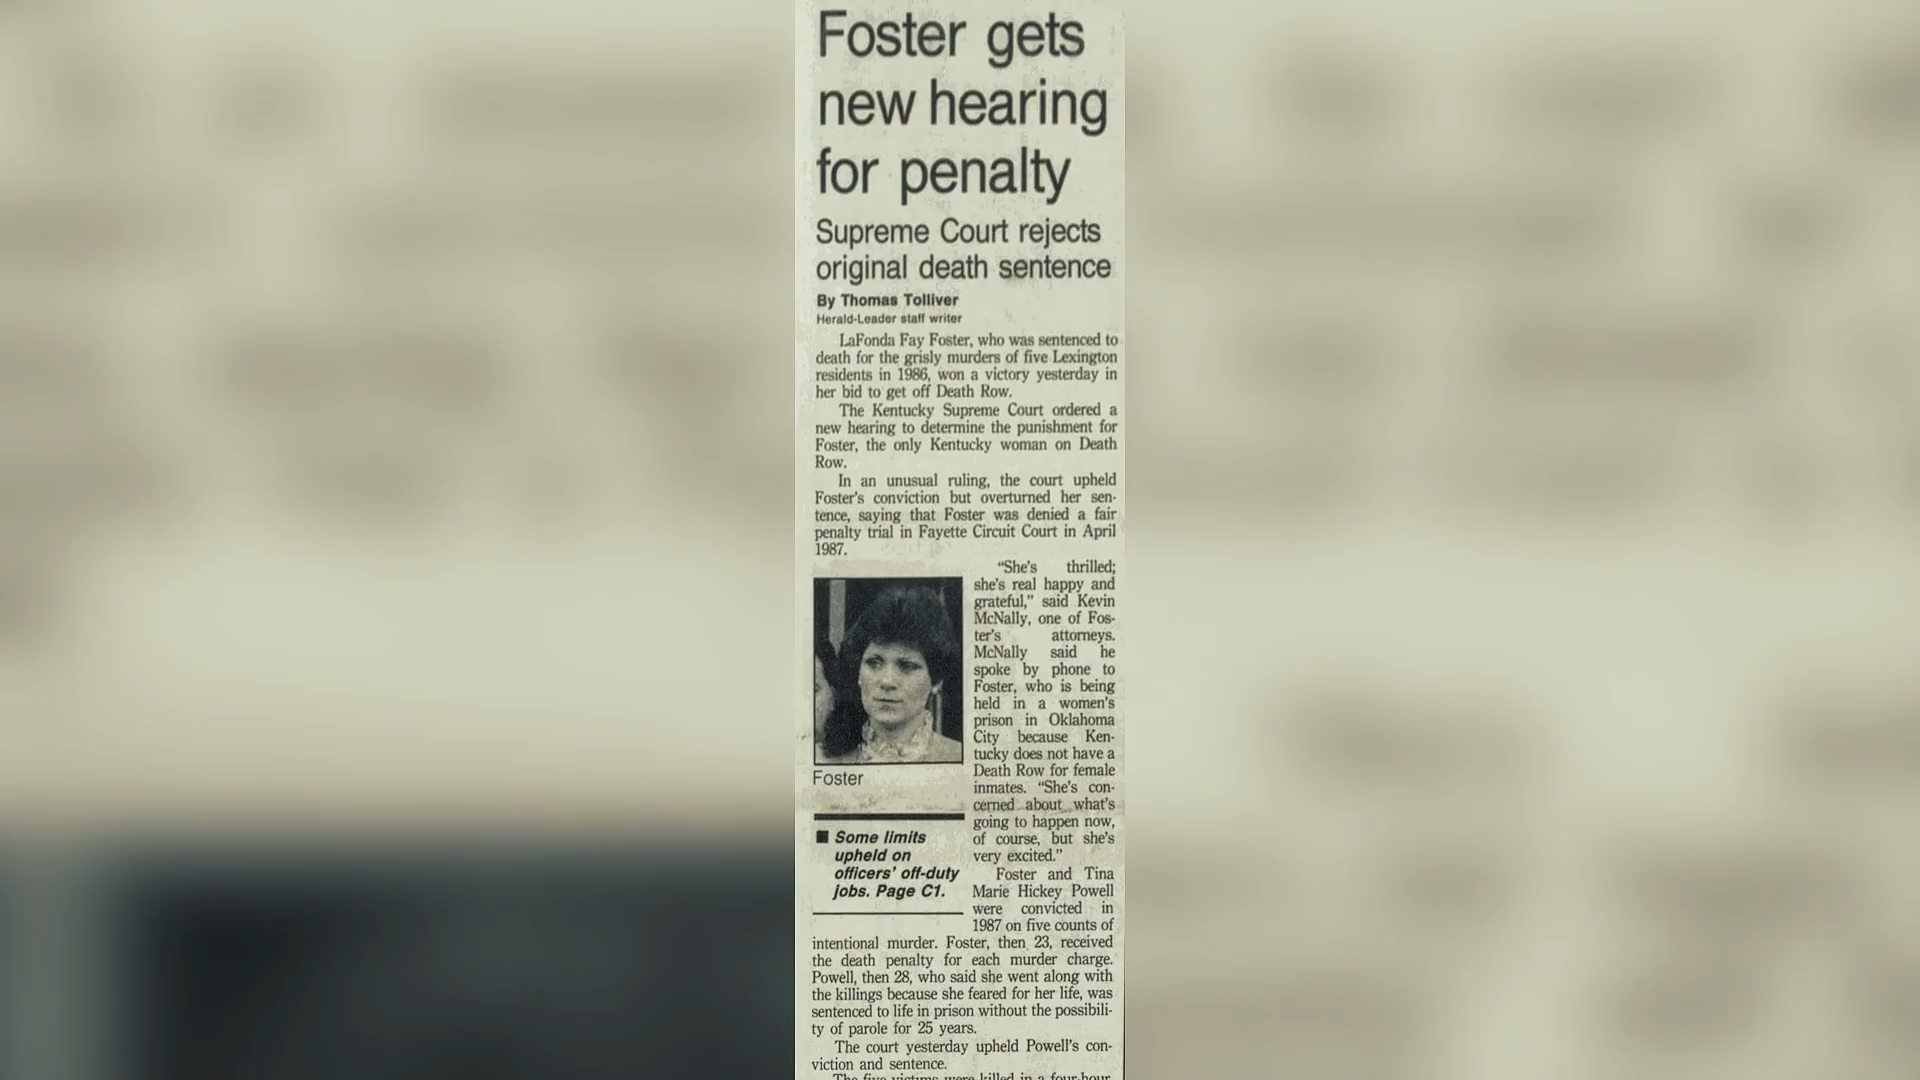 Foster gets
new hearing
for penalty
Supreme Court rejects
original death sentence
By Thomas Tolliver
Herald-Leader staff writer
LaFonda Fay Foster, who was sentenced to
death for the grisly murders of five Lexington
residents in 1986, won a victory yesterday in
her bid to get off Death Row.
The Kentucky Supreme Court ordered a
new hearing to determine the punishment for
Foster, the only Kentucky woman on Death
Row.
In an unusual ruling, the court upheld
Foster's conviction but overturned her sen-
tence, saying that Foster was denied a fair
penalty trial in Fayette Circuit Court in April
1987.
"She's thrilled;
she's real happy and
grateful," said Kevin
McNally, one of Fos-
ter's attorneys.
McNally said he
spoke by phone to
Foster, who is being
held in a women's
prison in Oklahoma
City because Ken-
tucky does not have a
Death Row for female
inmates. "She's con-
cerned about what's
going to happen now,
of course, but she's
very excited."
Foster
■ Some limits
upheld on
officers' off-duty
jobs. Page C1.
Foster and Tina
Marie Hickey Powell
were convicted in
1987 on five counts of
intentional murder. Foster, then 23, received
the death penalty for each murder charge.
Powell, then 28, who said she went along with
the killings because she feared for her life, was
sentenced to life in prison without the possibili-
ty of parole for 25 years.
The court yesterday upheld Powell's con-
viction and sentence.
The five victims were killed in a four-hour